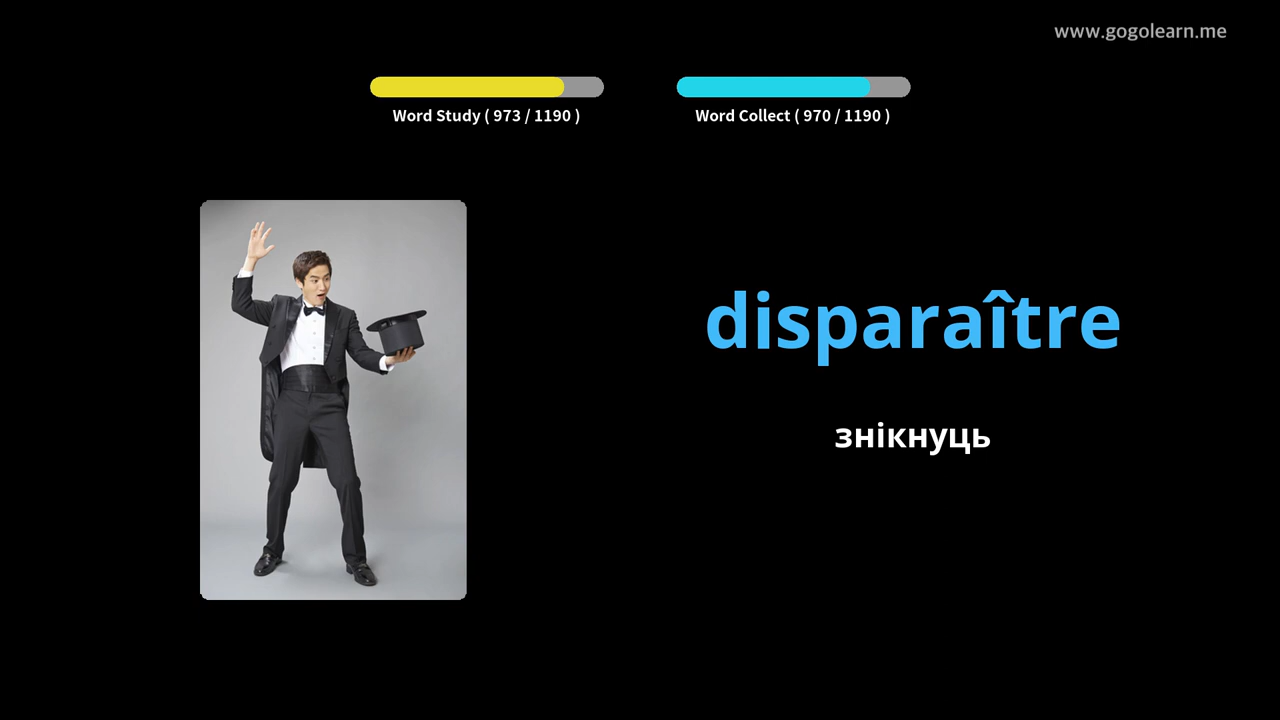 www.gogolearn.me
Word Study ( 973 / 1190 )
Word Collect ( 970 / 1190 )
disparaître
знікнуць